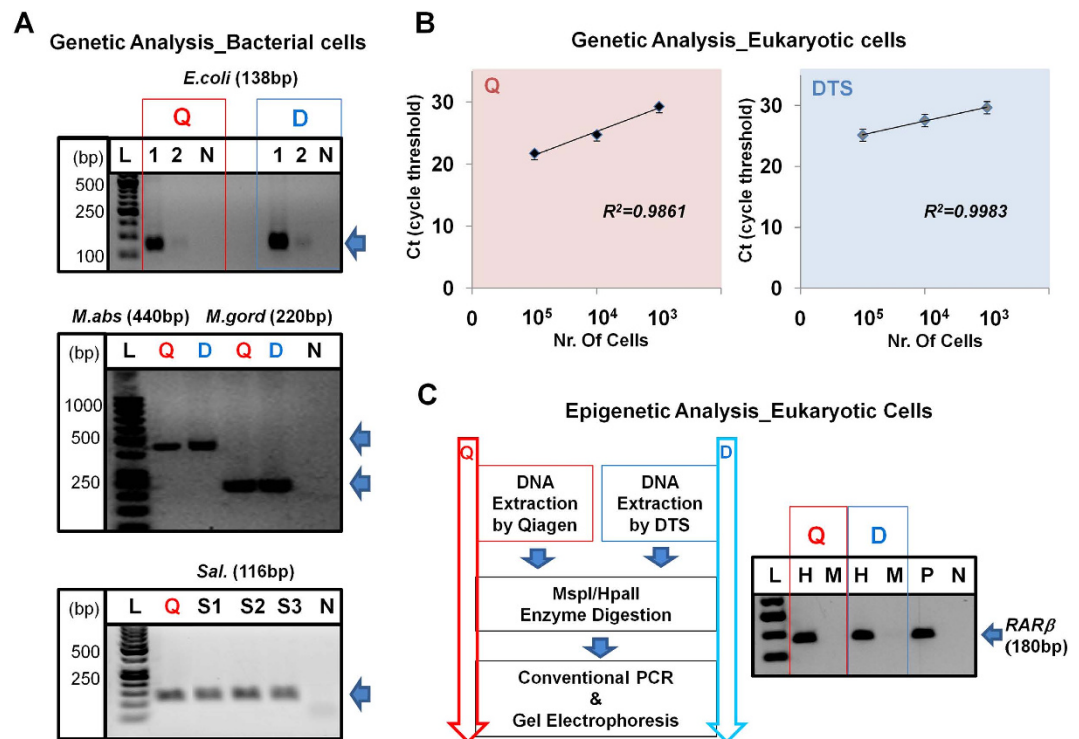 A
Genetic Analysis_Bacterial cells
E.coli (138bp)
Q D
(bp) L 1 2 N 1 2 N
500
250
100
M.abs (440bp) M.gord (220bp)
(bp) L Q D Q D N
1000
500
250
Sal. (116bp)
(bp) L Q S1 S2 S3 N
500
250
B
Genetic Analysis_Eukaryotic cells
Q
Ct (cycle threshold)
30
20
10
0
R²=0.9861
0 10⁵ 10⁴ 10³ 0
Nr. Of Cells
DTS
Ct (cycle threshold)
30
20
10
0
R²=0.9983
0 10⁵ 10⁴ 10³ 0
Nr. Of Cells
C
Epigenetic Analysis_Eukaryotic Cells
Q
D
DNA
Extraction
by Qiagen
DNA
Extraction
by DTS
MspI/HpaII
Enzyme Digestion
Conventional PCR
&
Gel Electrophoresis
Q D
L H M H M P N
RARβ
(180bp)